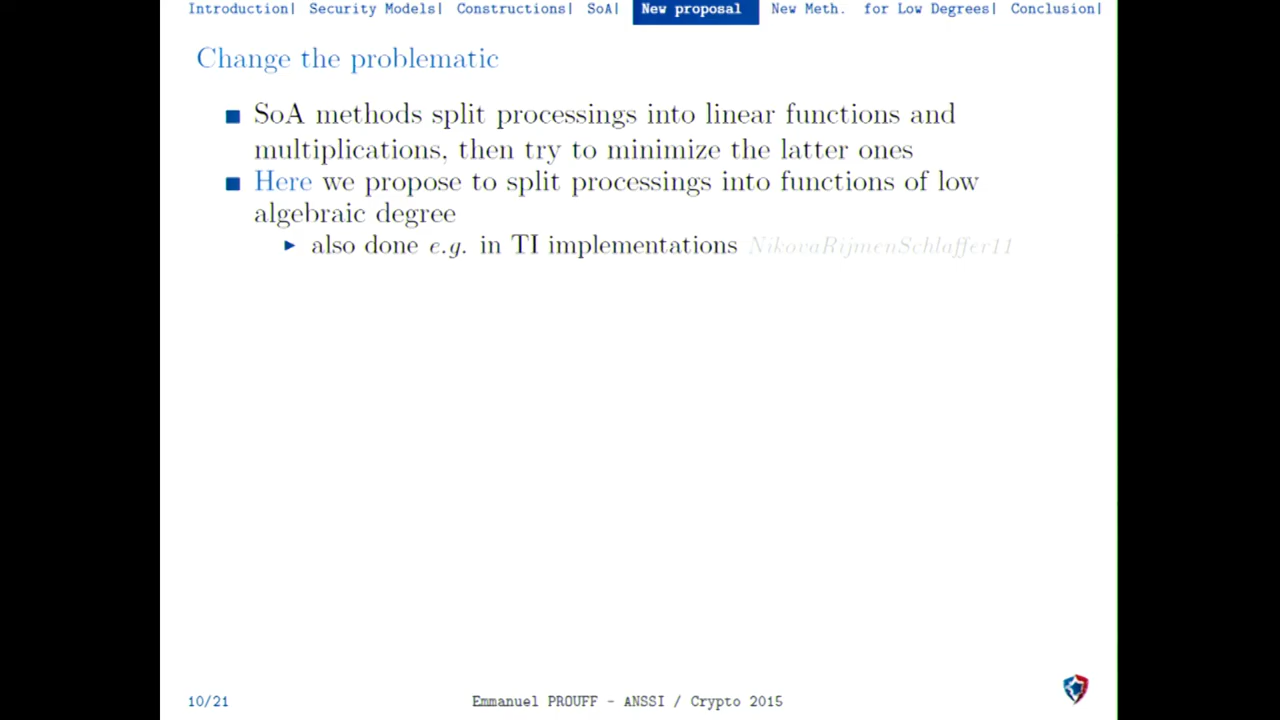 Introduction| Security Models| Constructions| SoA| New proposal New Meth. for Low Degrees| Conclusion|
Change the problematic
SoA methods split processings into linear functions and
multiplications, then try to minimize the latter ones
Here we propose to split processings into functions of low
algebraic degree
also done e.g. in TI implementations NikovaRijmenSchlaffer11
10/21 Emmanuel PROUFF - ANSSI / Crypto 2015